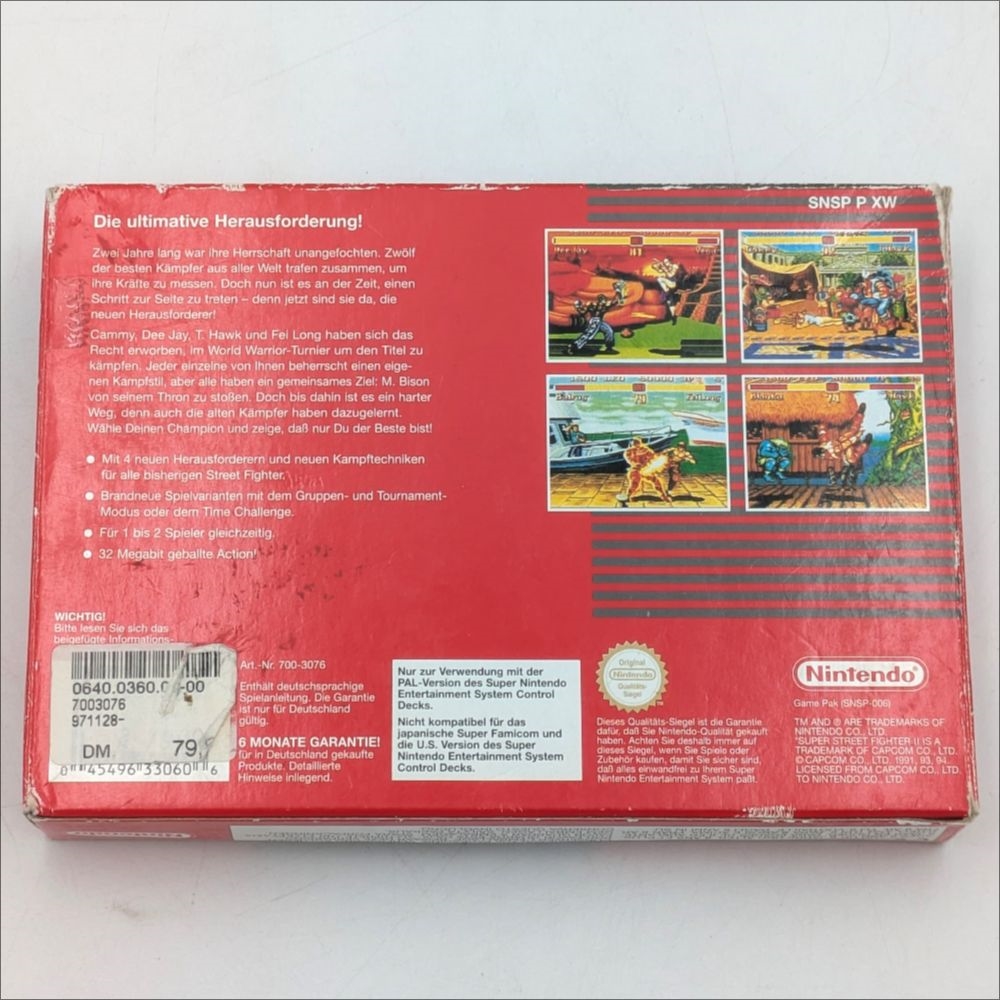 Die ultimative Herausforderung!
Zwei Jahre lang war ihre Herrschaft unangefochten. Zwölf
der besten Kämpfer aus aller Welt trafen zusammen, um
ihre Kräfte zu messen. Doch nun ist es an der Zeit, einen
Schritt zur Seite zu treten – denn jetzt sind sie da, die
neuen Herausforderer!
Cammy, Dee Jay, T. Hawk und Fei Long haben sich das
Recht erworben, im World Warrior-Turnier um den Titel zu
kämpfen. Jeder einzelne von Ihnen beherrscht einen eige-
nen Kampfstil, aber alle haben ein gemeinsames Ziel: M. Bison
von seinem Thron zu stoßen. Doch bis dahin ist es ein harter
Weg, denn auch die alten Kämpfer haben dazugelernt.
Wähle Deinen Champion und zeige, daß nur Du der Beste bist!
● Mit 4 neuen Herausforderern und neuen Kampftechniken
für alle bisherigen Street Fighter.
● Brandneue Spielvarianten mit dem Gruppen- und Tournament-
Modus oder dem Time Challenge.
● Für 1 bis 2 Spieler gleichzeitig.
● 32 Megabit geballte Action!
SNSP P XW
DeeJay
Balrog
FeiLong
WICHTIG!
Bitte lesen Sie sich das
beigefügte Informations-
7003076
971128-
DM
79,
0 45496 33060 6
Art.-Nr. 700-3076
Enthält deutschsprachige
Spielanleitung. Die Garantie
ist nur für Deutschland
gültig.
6 MONATE GARANTIE!
für in Deutschland gekaufte
Produkte. Detaillierte
Hinweise inliegend.
Nur zur Verwendung mit der
PAL-Version des Super Nintendo
Entertainment System Control
Decks.
Nicht kompatibel für das
japanische Super Famicom und
die U.S. Version des Super
Nintendo Entertainment System
Control Decks.
Original
Nintendo
Qualitäts-
Siegel
Dieses Qualitäts-Siegel ist die Garantie
dafür, daß Sie Nintendo-Qualität gekauft
haben. Achten Sie deshalb immer auf
dieses Siegel, wenn Sie Spiele oder
Zubehör kaufen, damit Sie sicher sind,
daß alles einwandfrei zu Ihrem Super
Nintendo Entertainment System paßt.
Nintendo®
Game Pak (SNSP-006)
TM AND ® ARE TRADEMARKS OF
NINTENDO CO., LTD.
"SUPER STREET FIGHTER II IS A
TRADEMARK OF CAPCOM CO., LTD.
© CAPCOM CO., LTD. 1991, 93, 94.
LICENSED FROM CAPCOM CO., LTD.
TO NINTENDO CO., LTD.